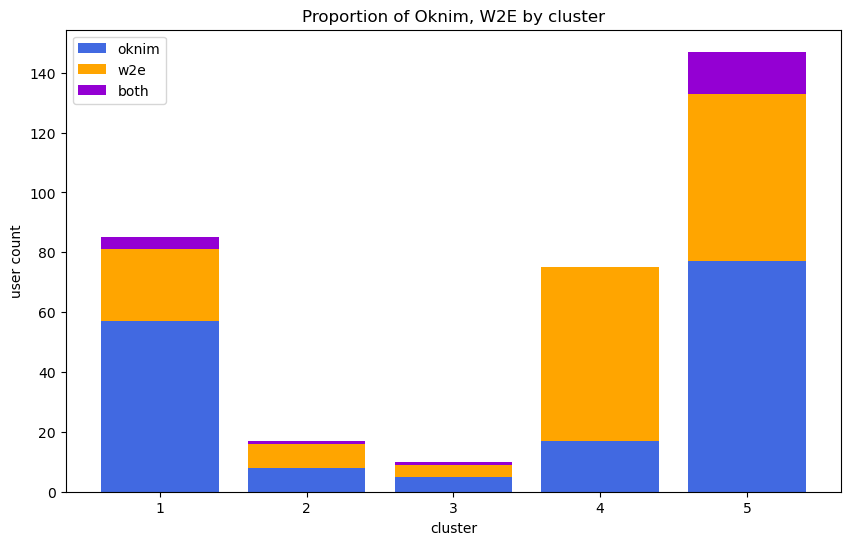 Proportion of Oknim, W2E by cluster
oknim
w2e
both
user count
140
120
100
80
60
40
20
0
1 2 3 4 5
cluster